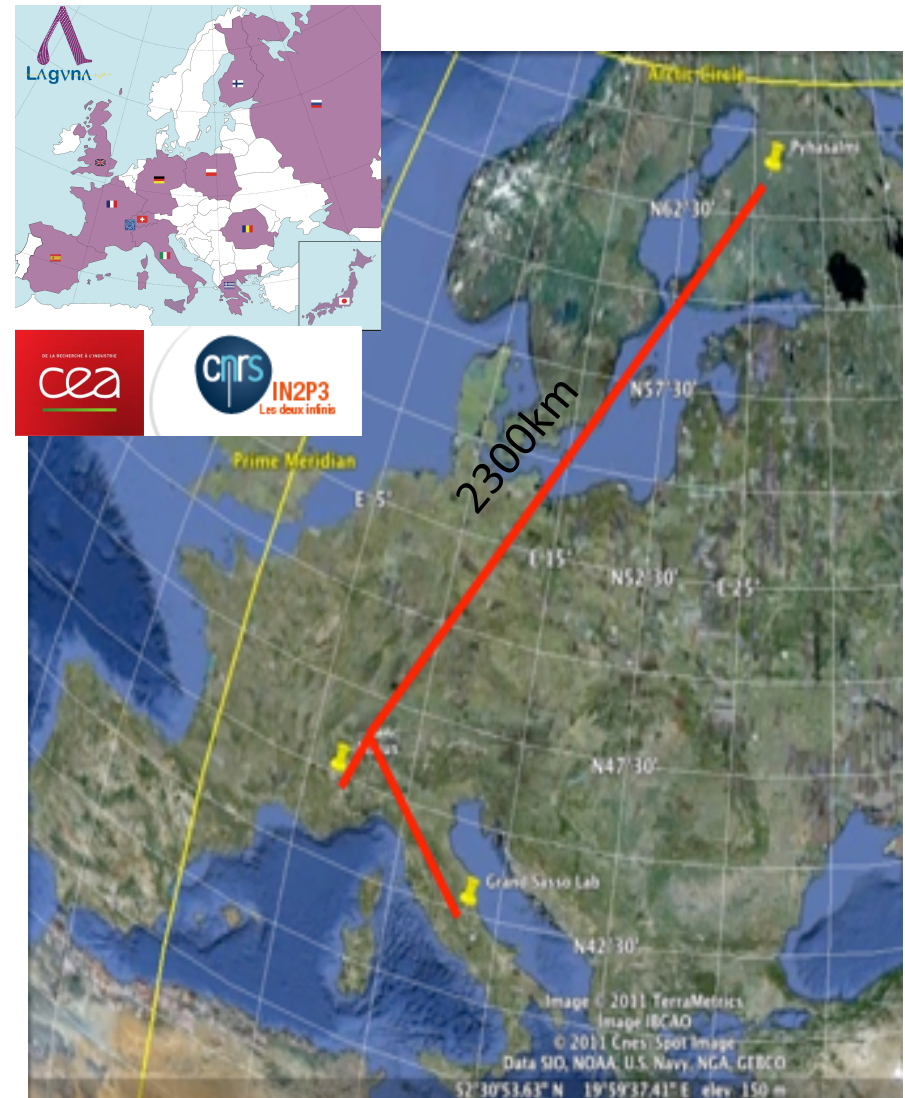 LAGVNA
DE LA RECHERCHE À L'INDUSTRIE
cea
cnrs
IN2P3
Les deux infinis
Arctic Circle
Pyhasalmi
N62°30'
N57°30'
2300km
Prime Meridian
E 5°
E 15°
N52°30'
E 25°
N47°30'
Grand Sasso Lab
N42°30'
Image © 2011 TerraMetrics
Image IBCAO
© 2011 Cnes/Spot Image
Data SIO, NOAA, U.S. Navy, NGA, GEBCO
52°30'53.63" N 19°59'37.41" E elev 150 m